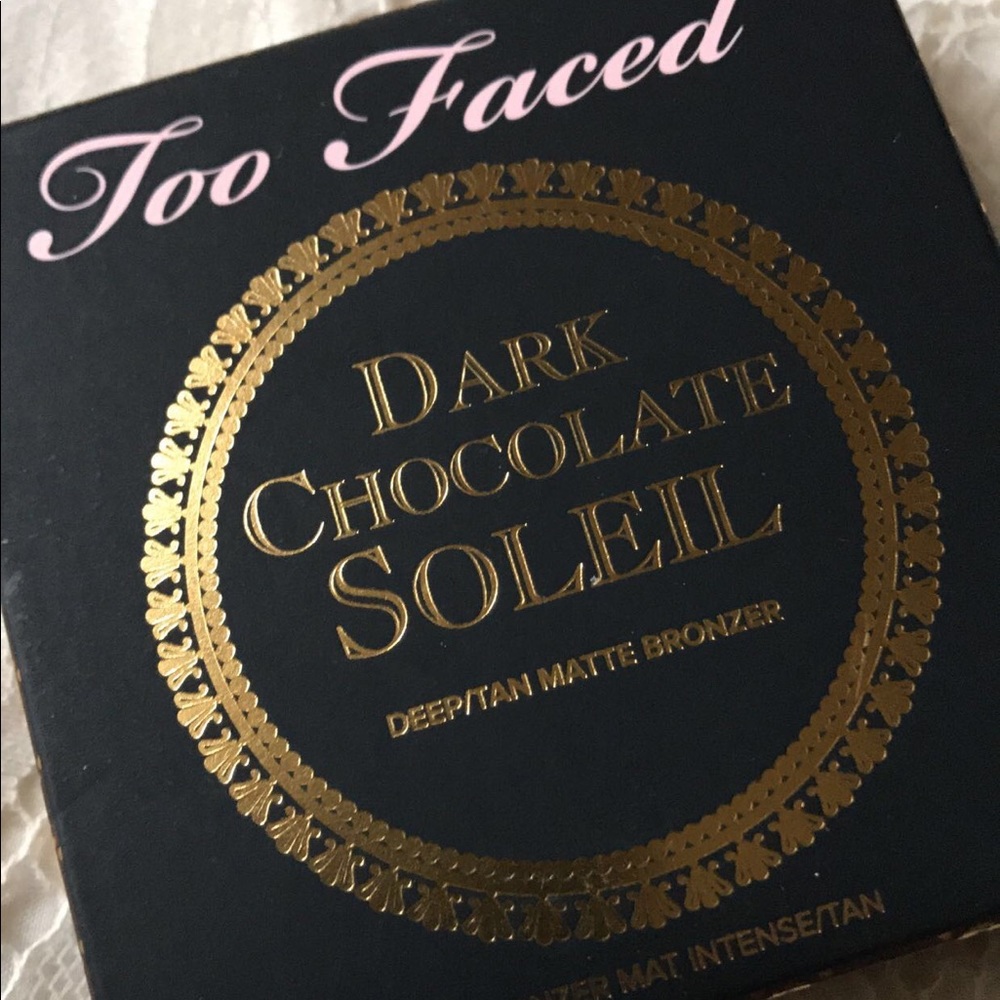 Too Faced
DARK
CHOCOLATE
SOLEIL
DEEP/TAN MATTE BRONZER
MAT INTENSE/TAN